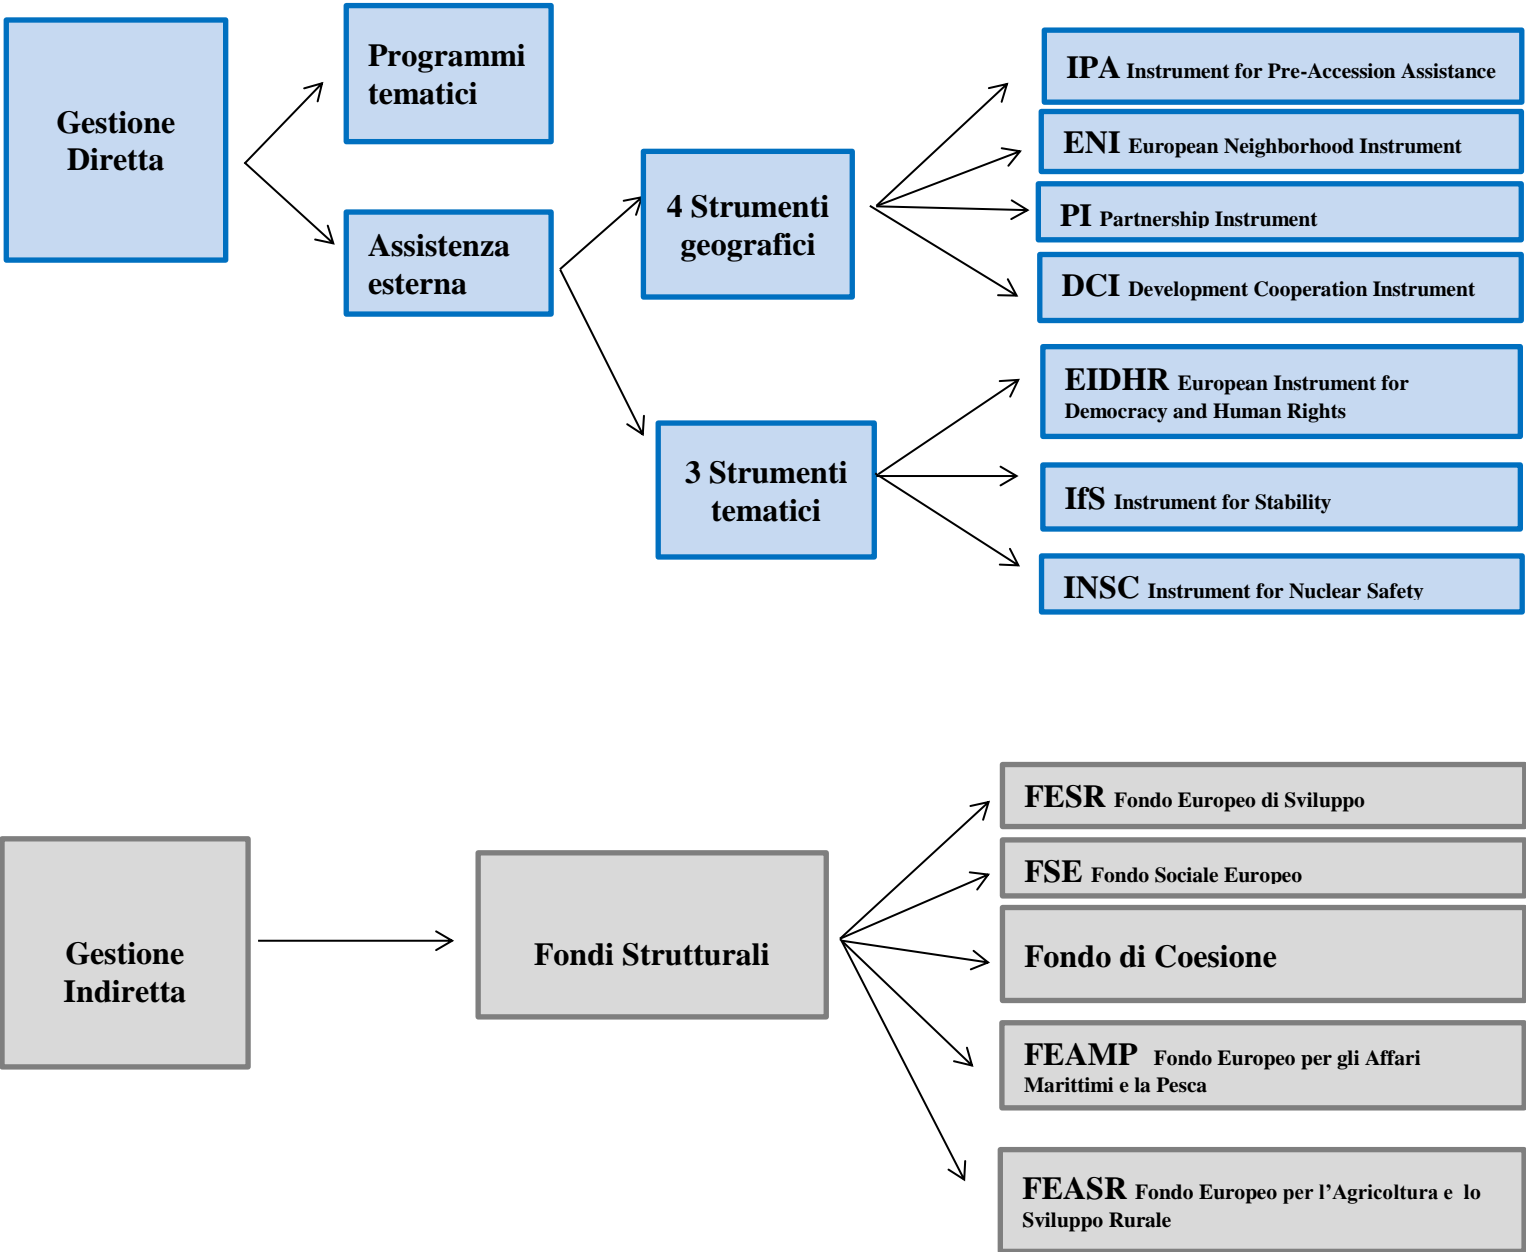 Gestione
Diretta
Programmi
tematici
Assistenza
esterna
4 Strumenti
geografici
3 Strumenti
tematici
IPA Instrument for Pre-Accession Assistance
ENI European Neighborhood Instrument
PI Partnership Instrument
DCI Development Cooperation Instrument
EIDHR European Instrument for
Democracy and Human Rights
IfS Instrument for Stability
INSC Instrument for Nuclear Safety
Gestione
Indiretta
Fondi Strutturali
FESR Fondo Europeo di Sviluppo
FSE Fondo Sociale Europeo
Fondo di Coesione
FEAMP Fondo Europeo per gli Affari
Marittimi e la Pesca
FEASR Fondo Europeo per l’Agricoltura e lo
Sviluppo Rurale